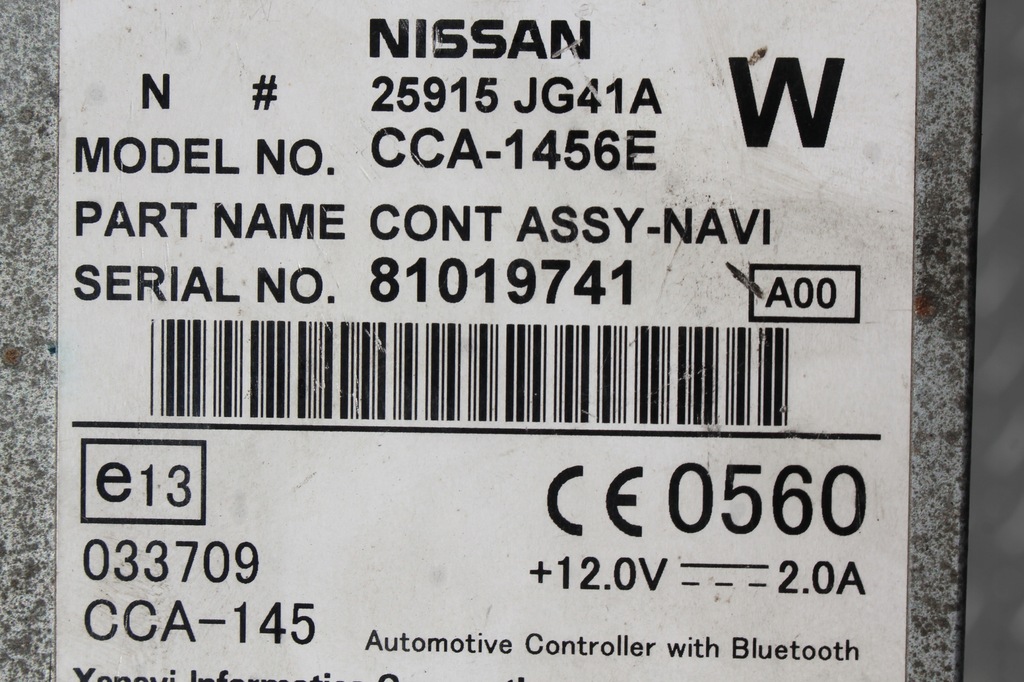 NISSAN
N # 25915 JG41A W
MODEL NO. CCA-1456E
PART NAME CONT ASSY-NAVI
SERIAL NO. 81019741 A00
e13 CE 0560
033709 +12.0V 2.0A
CCA-145
Automotive Controller with Bluetooth